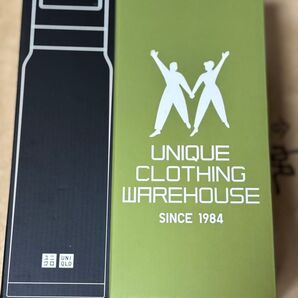 UNIQUE
CLOTHING
WAREHOUSE
SINCE 1984
ユニ
クロ
UNI
QLO